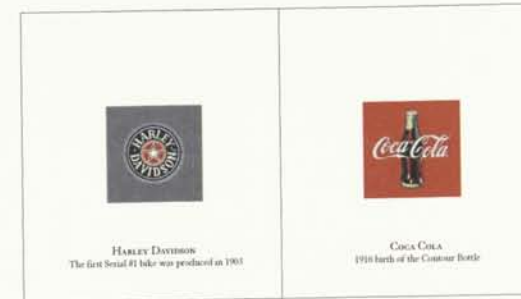 HARLEY
DAVIDSON
HARLEY DAVIDSON
The first Serial #1 bike was produced in 1903
Coca-Cola
COCA COLA
1916 birth of the Contour Bottle